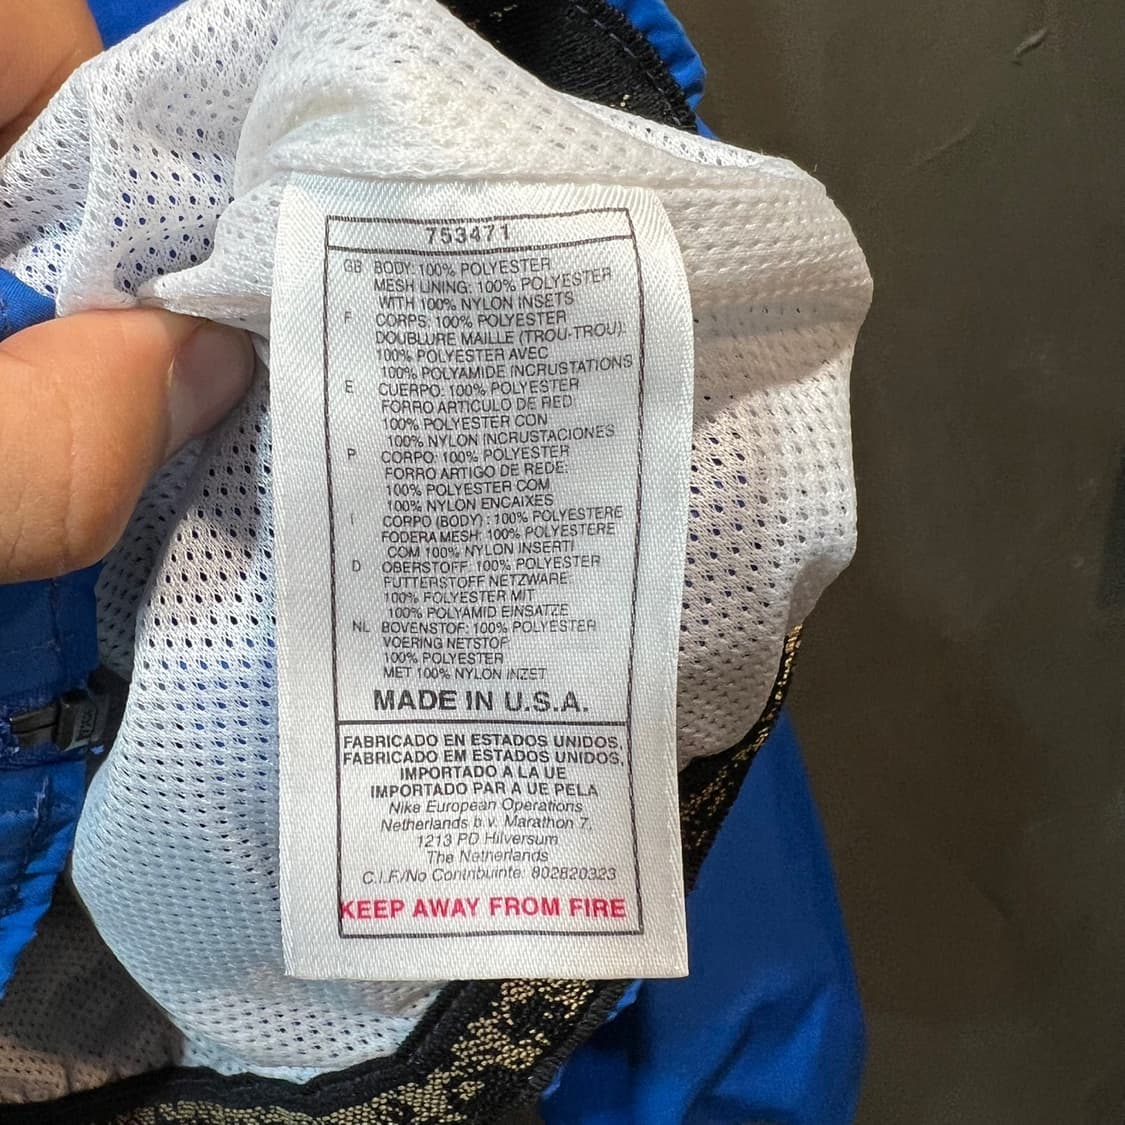 753471
GB BODY: 100% POLYESTER
MESH LINING: 100% POLYESTER
WITH 100% NYLON INSETS
F CORPS: 100% POLYESTER
DOUBLURE MAILLE (TROU-TROU):
100% POLYESTER AVEC
100% POLYAMIDE INCRUSTATIONS
E CUERPO: 100% POLYESTER
FORRO ARTICULO DE RED
100% POLYESTER CON
100% NYLON INCRUSTACIONES
P CORPO: 100% POLYESTER
FORRO ARTIGO DE REDE:
100% POLYESTER COM
100% NYLON ENCAIXES
I CORPO (BODY) : 100% POLYESTERE
FODERA MESH: 100% POLYESTERE
COM 100% NYLON INSERTI
D OBERSTOFF: 100% POLYESTER
FUTTERSTOFF NETZWARE
100% POLYESTER MIT
100% POLYAMID EINSATZE
NL BOVENSTOF: 100% POLYESTER
VOERING NETSTOF
100% POLYESTER
MET 100% NYLON INZET
MADE IN U.S.A.
FABRICADO EN ESTADOS UNIDOS,
FABRICADO EM ESTADOS UNIDOS,
IMPORTADO A LA UE
IMPORTADO PAR A UE PELA
Nike European Operations
Netherlands b.v. Marathon 7,
1213 PD Hilversum
The Netherlands
C.I.F./No Contribuinte: 802820323
KEEP AWAY FROM FIRE